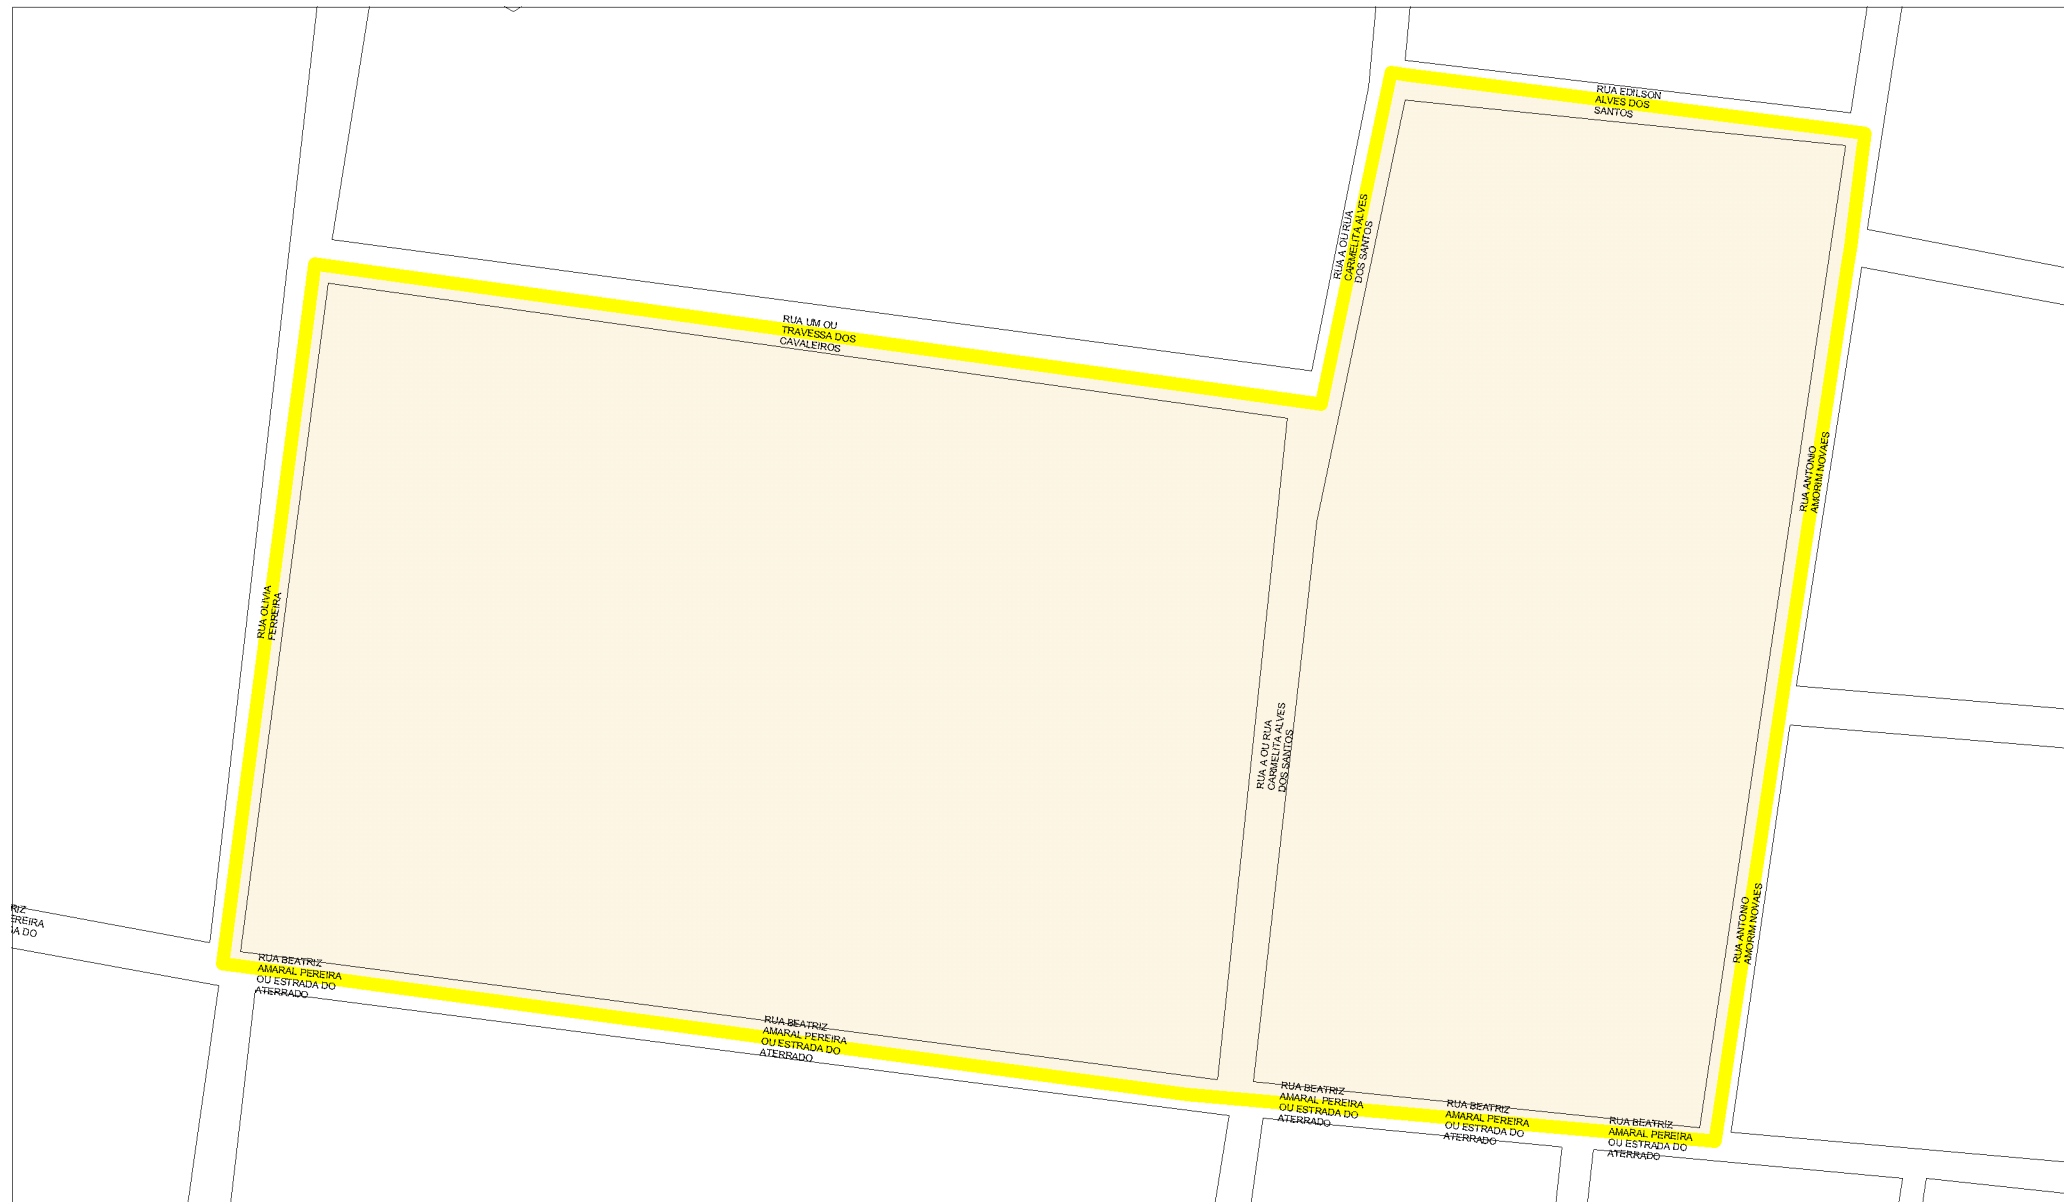 RUA EDILSON
ALVES DOS
SANTOS
RUA A OU RUA
CARMELITA ALVES
DOS SANTOS
RUA UM OU
TRAVESSA DOS
CAVALEIROS
RUA ANTONIO
AMORIM NOVAES
RUA OLIVIA
FERREIRA
RUA A OU RUA
CARMELITA ALVES
DOS SANTOS
RUA ANTONIO
AMORIM NOVAES
RIZ
EREIRA
A DO
RUA BEATRIZ
AMARAL PEREIRA
OU ESTRADA DO
ATERRADO
RUA BEATRIZ
AMARAL PEREIRA
OU ESTRADA DO
ATERRADO
RUA BEATRIZ
AMARAL PEREIRA
OU ESTRADA DO
ATERRADO
RUA BEATRIZ
AMARAL PEREIRA
OU ESTRADA DO
ATERRADO
RUA BEATRIZ
AMARAL PEREIRA
OU ESTRADA DO
ATERRADO